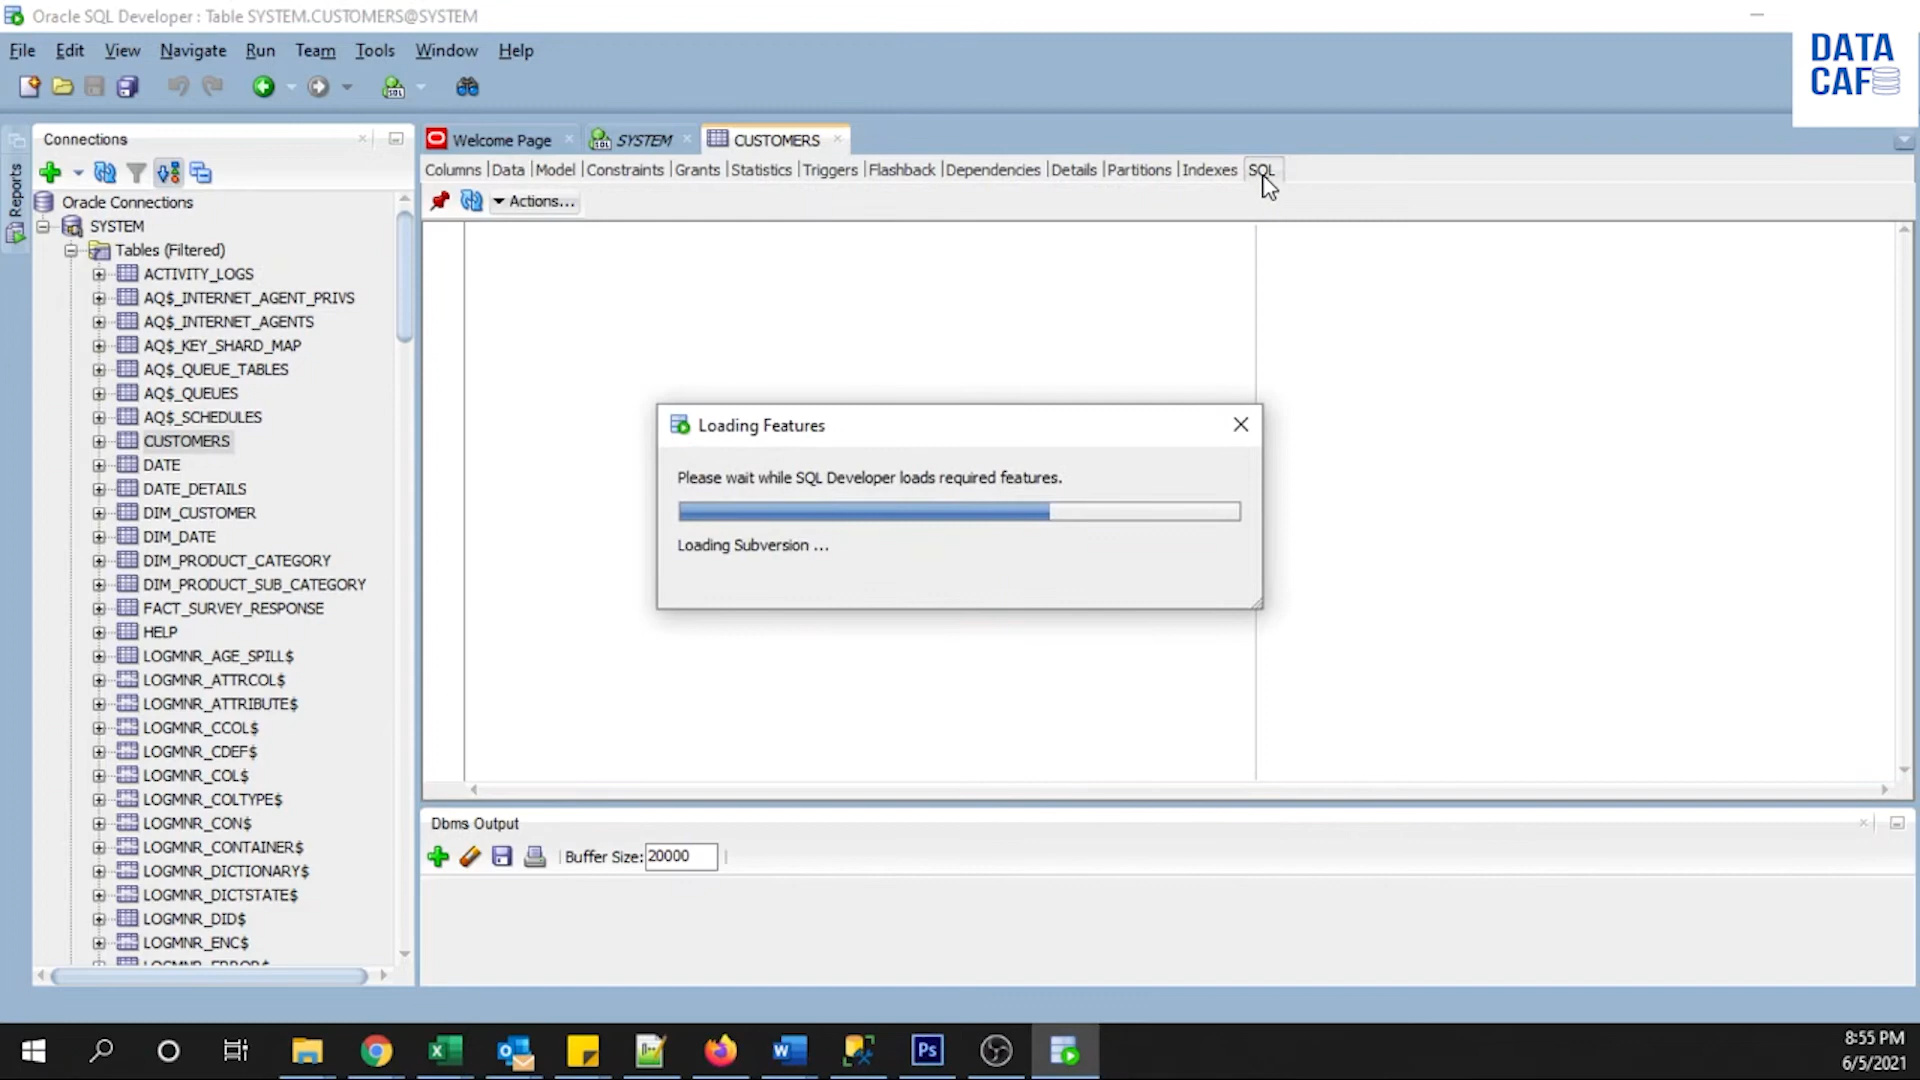 Oracle SQL Developer : Table SYSTEM.CUSTOMERS@SYSTEM
DATA
CAF
File Edit View Navigate Run Team Tools Window Help
Connections
Reports
Oracle Connections
SYSTEM
Tables (Filtered)
ACTIVITY_LOGS
AQ$_INTERNET_AGENT_PRIVS
AQ$_INTERNET_AGENTS
AQ$_KEY_SHARD_MAP
AQ$_QUEUE_TABLES
AQ$_QUEUES
AQ$_SCHEDULES
CUSTOMERS
DATE
DATE_DETAILS
DIM_CUSTOMER
DIM_DATE
DIM_PRODUCT_CATEGORY
DIM_PRODUCT_SUB_CATEGORY
FACT_SURVEY_RESPONSE
HELP
LOGMNR_AGE_SPILL$
LOGMNR_ATTRCOL$
LOGMNR_ATTRIBUTE$
LOGMNR_CCOL$
LOGMNR_CDEF$
LOGMNR_COL$
LOGMNR_COLTYPE$
LOGMNR_CON$
LOGMNR_CONTAINER$
LOGMNR_DICTIONARY$
LOGMNR_DICTSTATE$
LOGMNR_DID$
LOGMNR_ENC$
LOGMNR_ERROR$
Welcome Page SYSTEM CUSTOMERS
Columns | Data | Model | Constraints | Grants | Statistics | Triggers | Flashback | Dependencies | Details | Partitions | Indexes | SQL
Actions...
Loading Features
Please wait while SQL Developer loads required features.
Loading Subversion ...
Dbms Output
Buffer Size: 20000
8:55 PM
6/5/2021